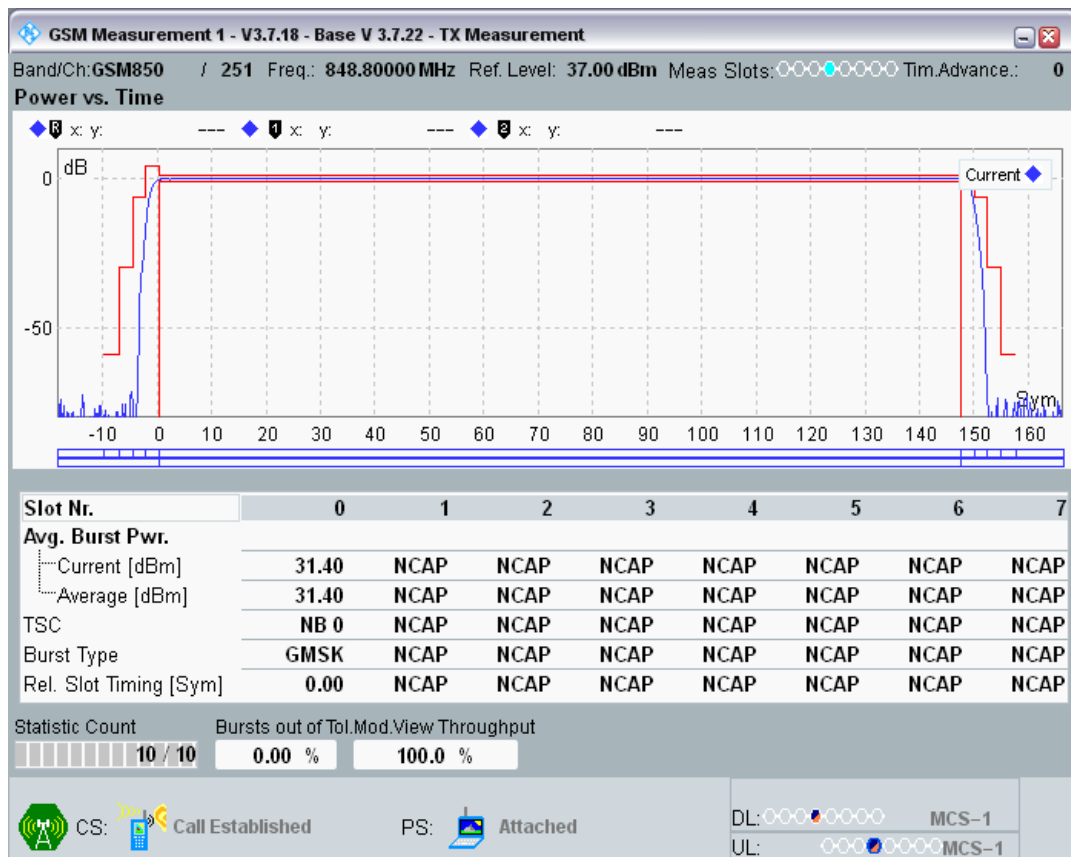 GSM Measurement 1 - V3.7.18 - Base V 3.7.22 - TX Measurement
Band/Ch:GSM850 / 251 Freq.: 848.80000 MHz Ref. Level: 37.00 dBm Meas Slots: Tim.Advance.: 0
Power vs. Time
R x: y: --- 1 x: y: --- 2 x: y: ---
dB
Current
0
-50
Sym
-10 0 10 20 30 40 50 60 70 80 90 100 110 120 130 140 150 160
Slot Nr. 0 1 2 3 4 5 6 7
Avg. Burst Pwr.
Current [dBm] 31.40 NCAP NCAP NCAP NCAP NCAP NCAP NCAP
Average [dBm] 31.40 NCAP NCAP NCAP NCAP NCAP NCAP NCAP
TSC NB 0 NCAP NCAP NCAP NCAP NCAP NCAP NCAP
Burst Type GMSK NCAP NCAP NCAP NCAP NCAP NCAP NCAP
Rel. Slot Timing [Sym] 0.00 NCAP NCAP NCAP NCAP NCAP NCAP NCAP
Statistic Count Bursts out of Tol.Mod.View Throughput
10 / 10 0.00 % 100.0 %
CS: Call Established PS: Attached
DL: MCS-1
UL: MCS-1